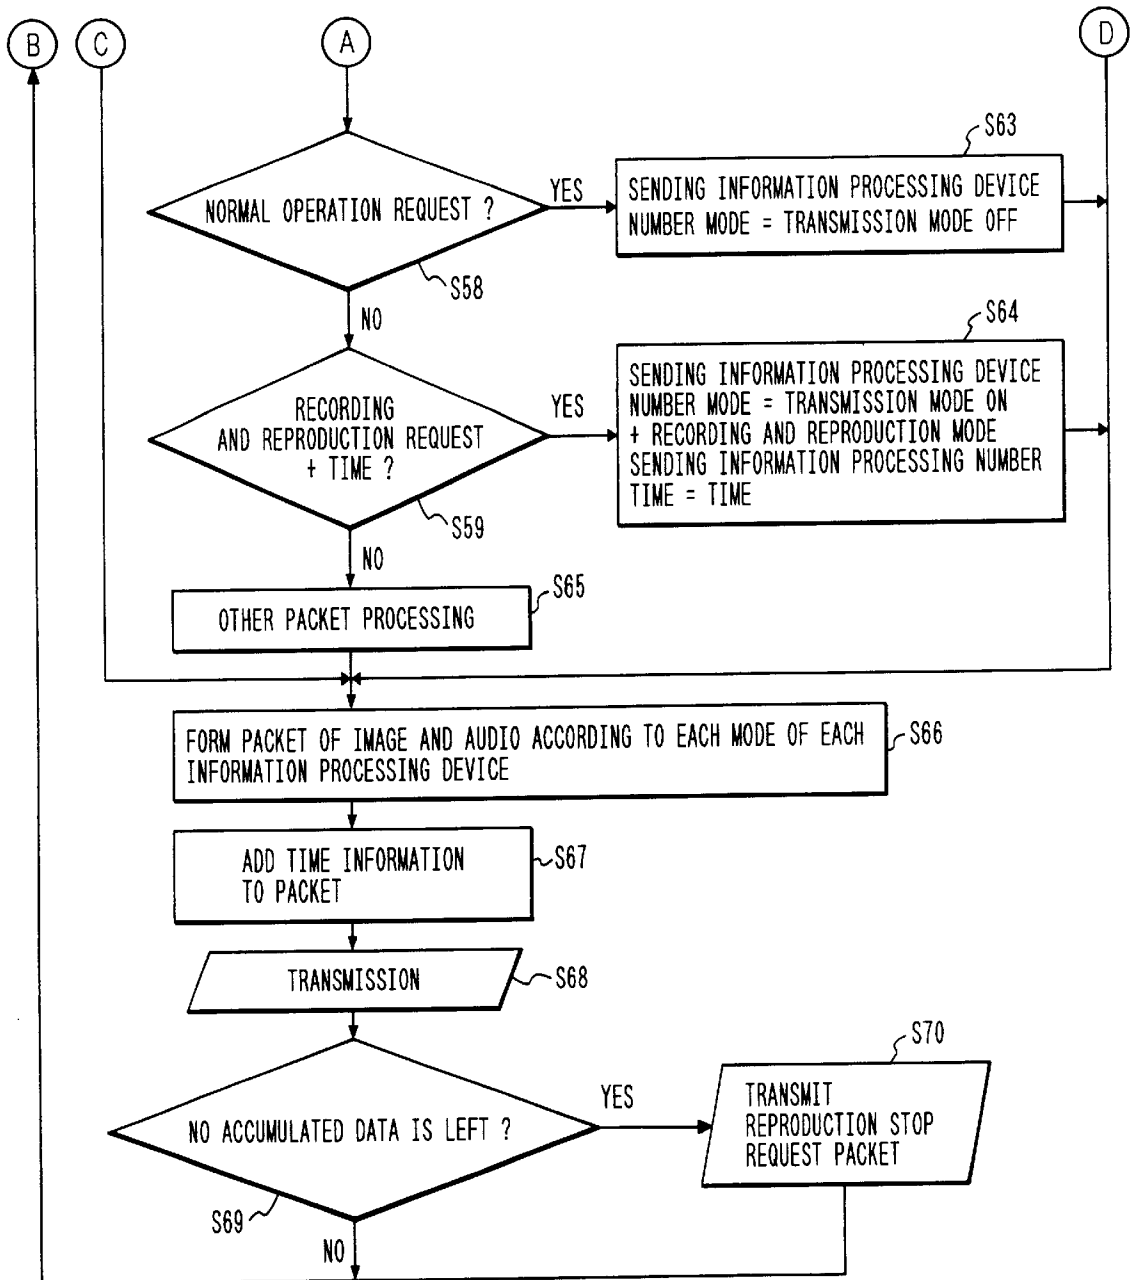 B
C
A
D
NORMAL OPERATION REQUEST ?
YES
S58
NO
S63
SENDING INFORMATION PROCESSING DEVICE
NUMBER MODE = TRANSMISSION MODE OFF
RECORDING
AND REPRODUCTION REQUEST
+ TIME ?
YES
S59
NO
S64
SENDING INFORMATION PROCESSING DEVICE
NUMBER MODE = TRANSMISSION MODE ON
+ RECORDING AND REPRODUCTION MODE
SENDING INFORMATION PROCESSING NUMBER
TIME = TIME
S65
OTHER PACKET PROCESSING
FORM PACKET OF IMAGE AND AUDIO ACCORDING TO EACH MODE OF EACH
INFORMATION PROCESSING DEVICE
S66
ADD TIME INFORMATION
TO PACKET
S67
TRANSMISSION
S68
NO ACCUMULATED DATA IS LEFT ?
YES
S69
NO
S70
TRANSMIT
REPRODUCTION STOP
REQUEST PACKET